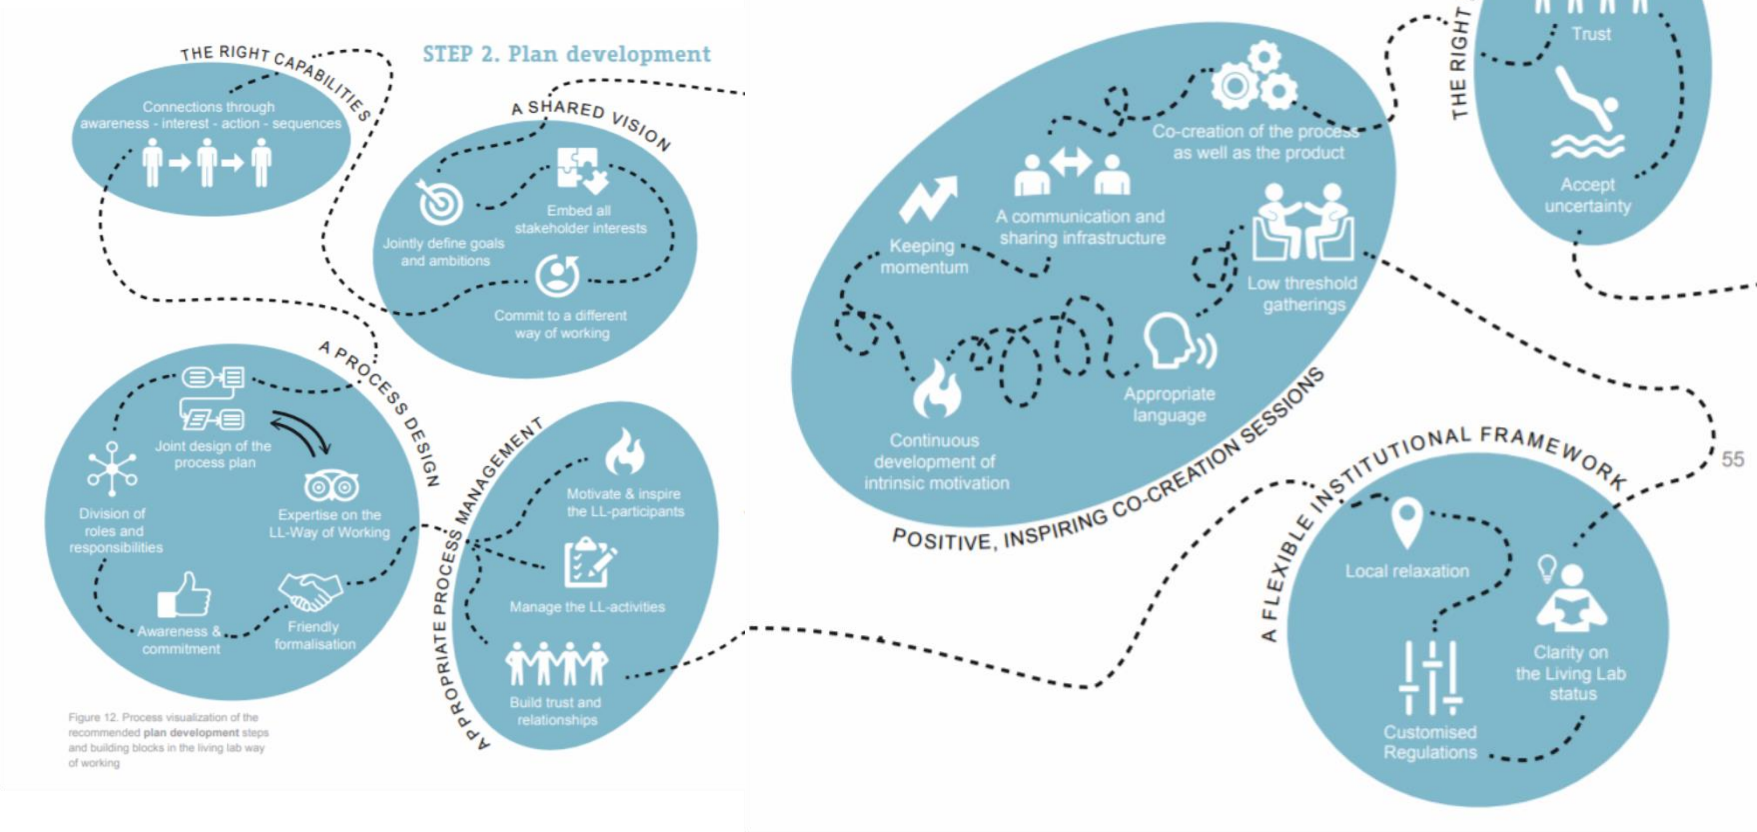 STEP 2. Plan development
THE RIGHT CAPABILITIES
Connections through
awareness - interest - action - sequences
A SHARED VISION
Embed all
stakeholder interests
Jointly define goals
and ambitions
Commit to a different
way of working
A PROCESS DESIGN
Joint design of the
process plan
Division of
roles and
responsibilities
Expertise on the
LL-Way of Working
Awareness &
commitment
Friendly
formalisation
APPROPRIATE PROCESS MANAGEMENT
Motivate & inspire
the LL-participants
Manage the LL-activities
Build trust and
relationships
Figure 12. Process visualization of the
recommended plan development steps
and building blocks in the living lab way
of working
Co-creation of the process
as well as the product
A communication and
sharing infrastructure
Keeping
momentum
Low threshold
gatherings
Appropriate
language
Continuous
development of
intrinsic motivation
POSITIVE, INSPIRING CO-CREATION SESSIONS
THE RIGHT
Trust
Accept
uncertainty
55
A FLEXIBLE INSTITUTIONAL FRAMEWORK
Local relaxation
Clarity on
the Living Lab
status
Customised
Regulations